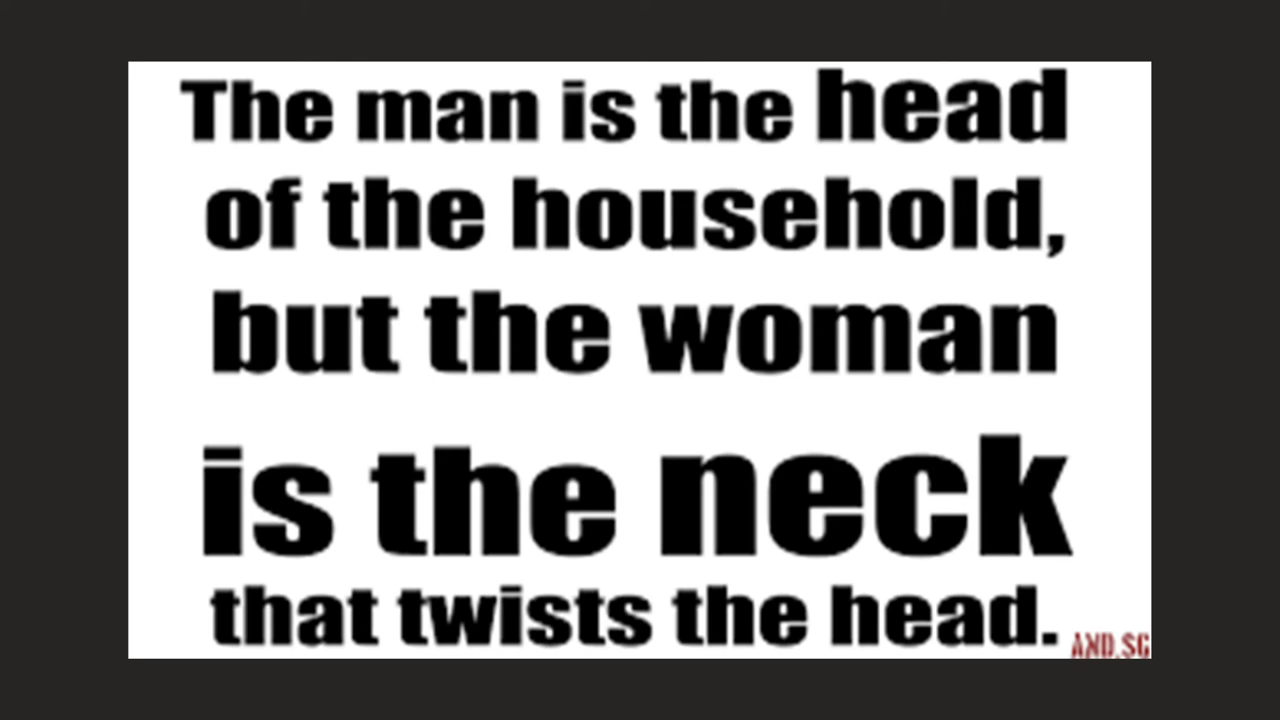 The man is the head
of the household,
but the woman
is the neck
that twists the head.
AND.SG